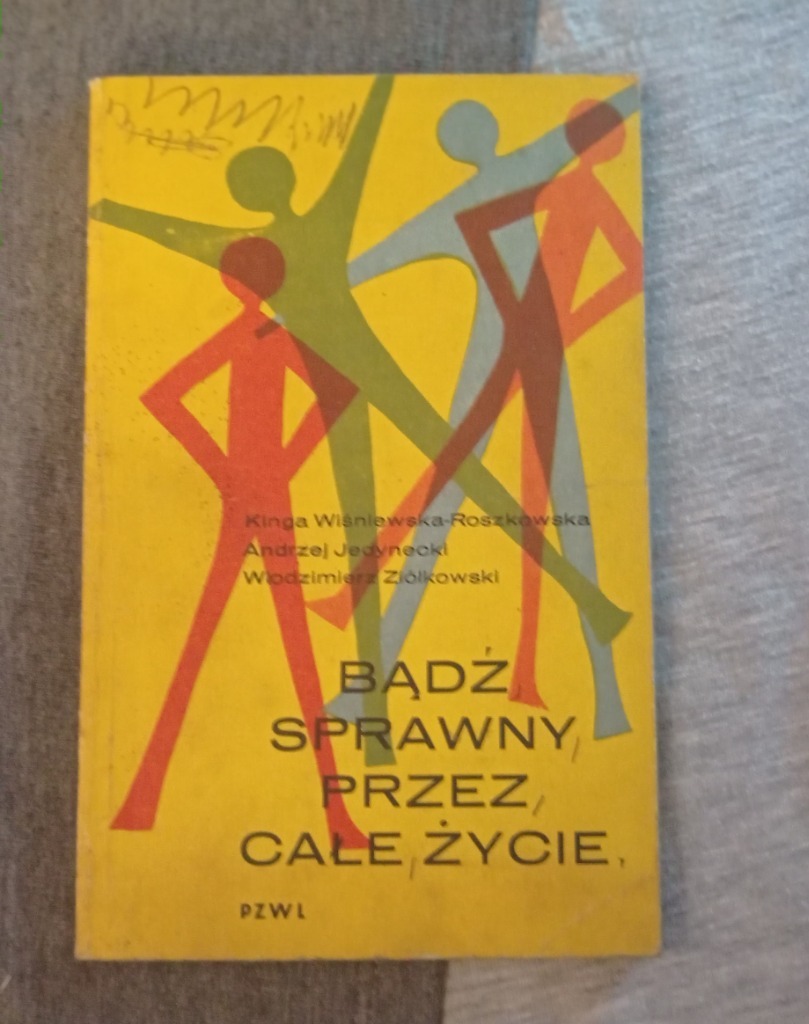 Kinga Wiśniewska-Roszkowska
Andrzej Jedynecki
Włodzimierz Ziółkowski
BĄDŹ
SPRAWNY
PRZEZ
CAŁE ŻYCIE
PZWL